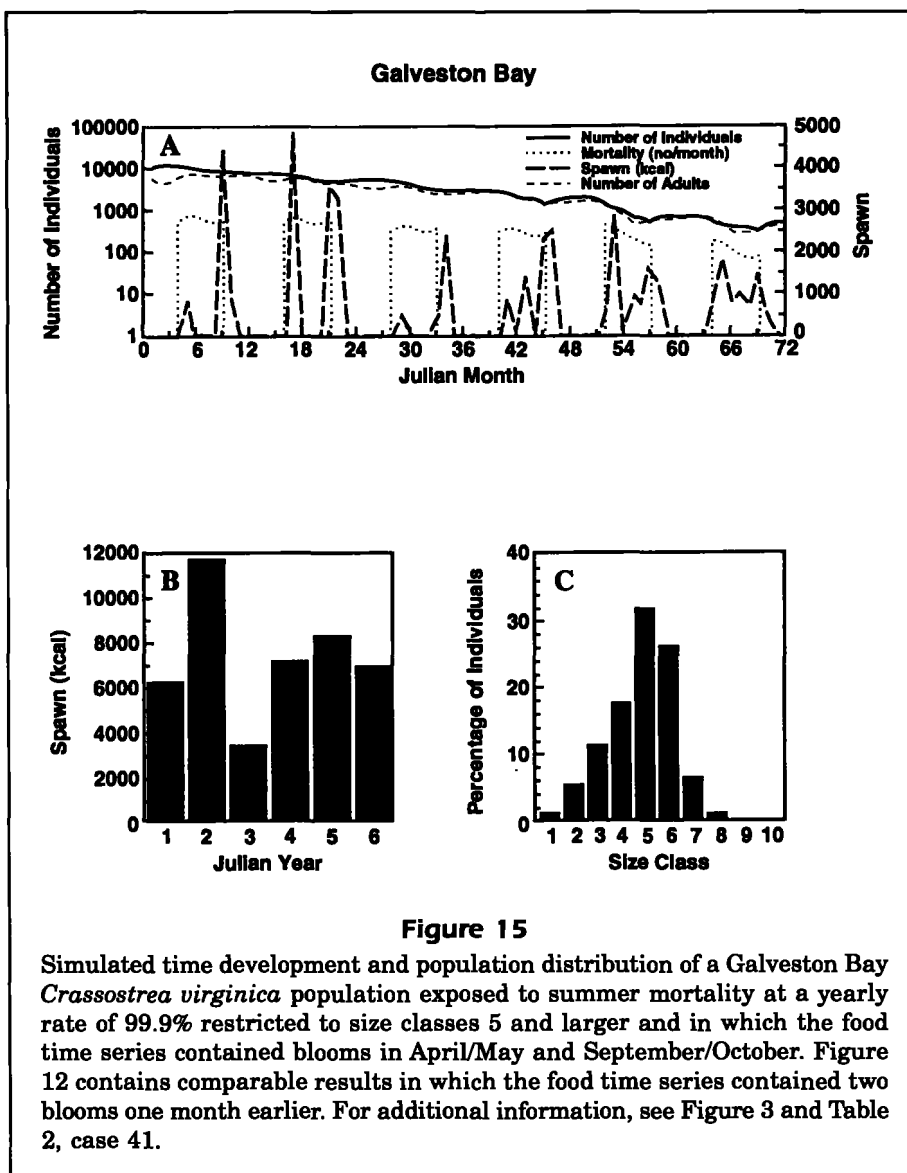 Galveston Bay
A
Number of Individuals
Mortality (no/month)
Spawn (kcal)
Number of Adults
Number of Individuals
100000
10000
1000
100
10
1
Spawn
5000
4000
3000
2000
1000
0
0 6 12 18 24 30 36 42 48 54 60 66 72
Julian Month
B
Spawn (kcal)
12000
10000
8000
6000
4000
2000
0
1 2 3 4 5 6
Julian Year
C
Percentage of Individuals
40
30
20
10
0
1 2 3 4 5 6 7 8 9 10
Size Class
Figure 15
Simulated time development and population distribution of a Galveston Bay
Crassostrea virginica population exposed to summer mortality at a yearly
rate of 99.9% restricted to size classes 5 and larger and in which the food
time series contained blooms in April/May and September/October. Figure
12 contains comparable results in which the food time series contained two
blooms one month earlier. For additional information, see Figure 3 and Table
2, case 41.